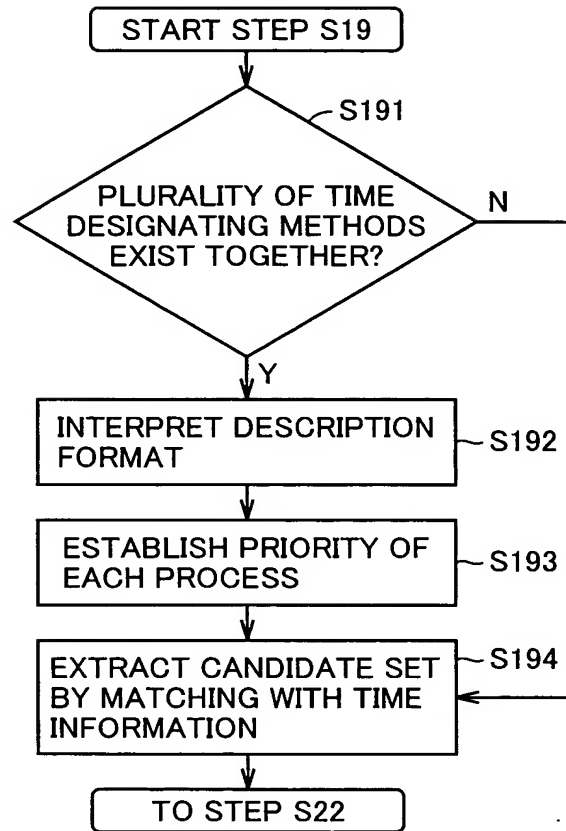 START STEP S19
S191
PLURALITY OF TIME
DESIGNATING METHODS
EXIST TOGETHER?
N
Y
INTERPRET DESCRIPTION
FORMAT
S192
ESTABLISH PRIORITY OF
EACH PROCESS
S193
EXTRACT CANDIDATE SET
BY MATCHING WITH TIME
INFORMATION
S194
TO STEP S22